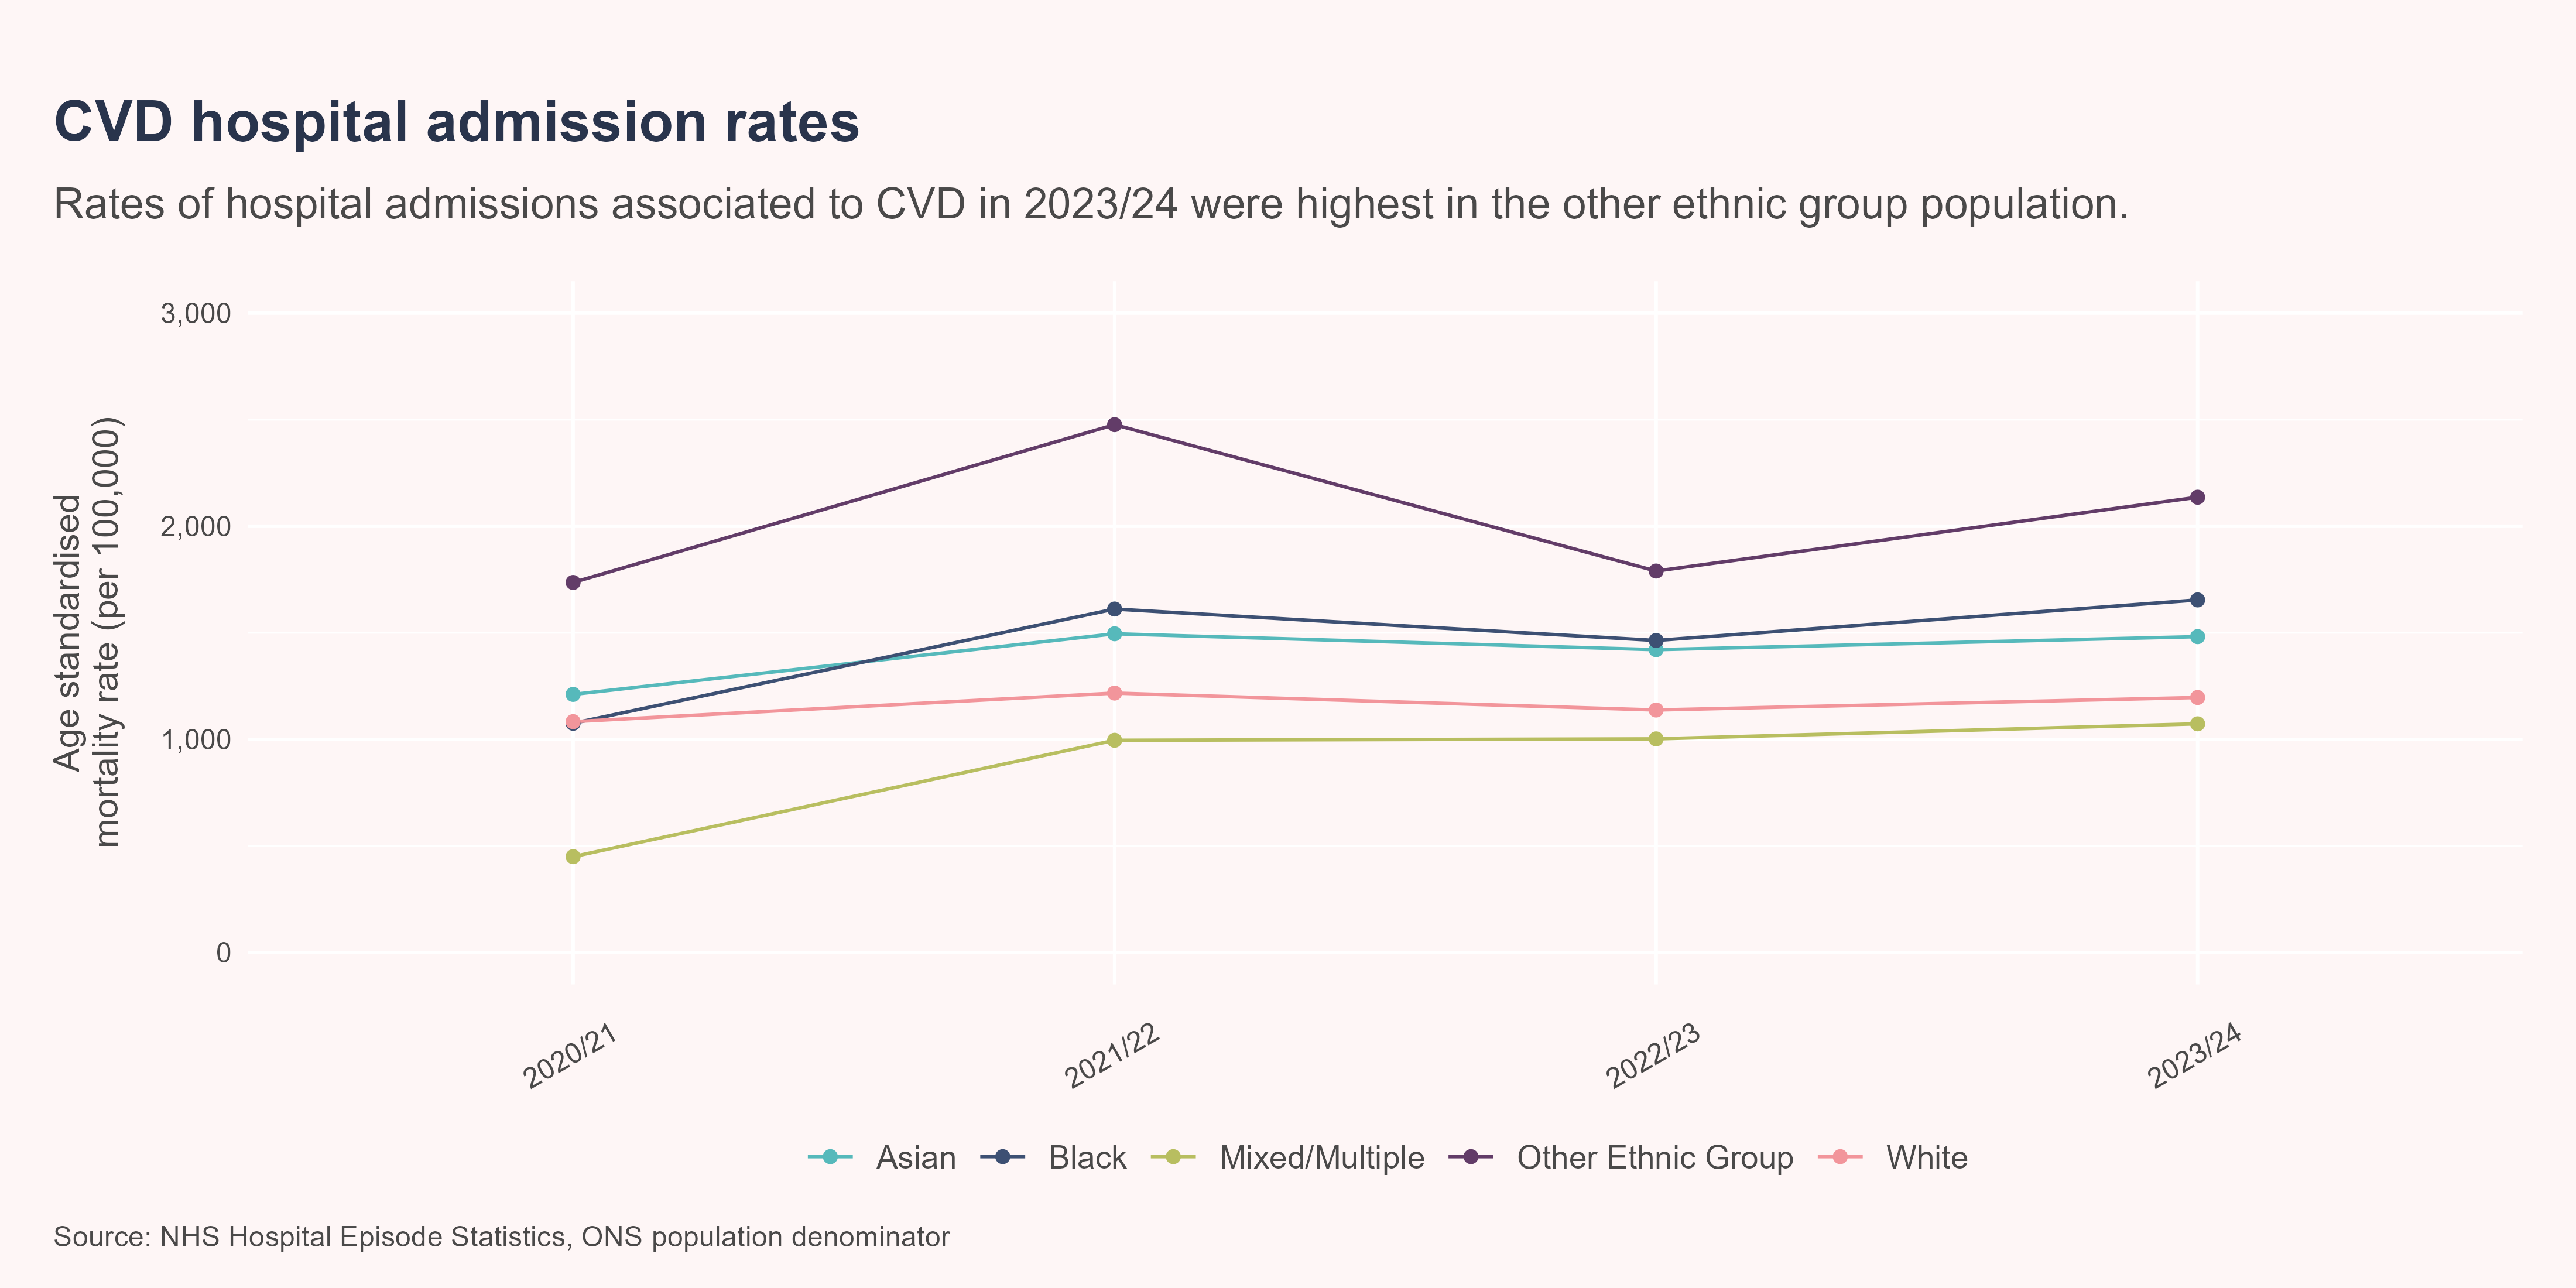 CVD hospital admission rates
Rates of hospital admissions associated to CVD in 2023/24 were highest in the other ethnic group population.
Age standardised
mortality rate (per 100,000)
3,000
2,000
1,000
0
2020/21
2021/22
2022/23
2023/24
Asian
Black
Mixed/Multiple
Other Ethnic Group
White
Source: NHS Hospital Episode Statistics, ONS population denominator